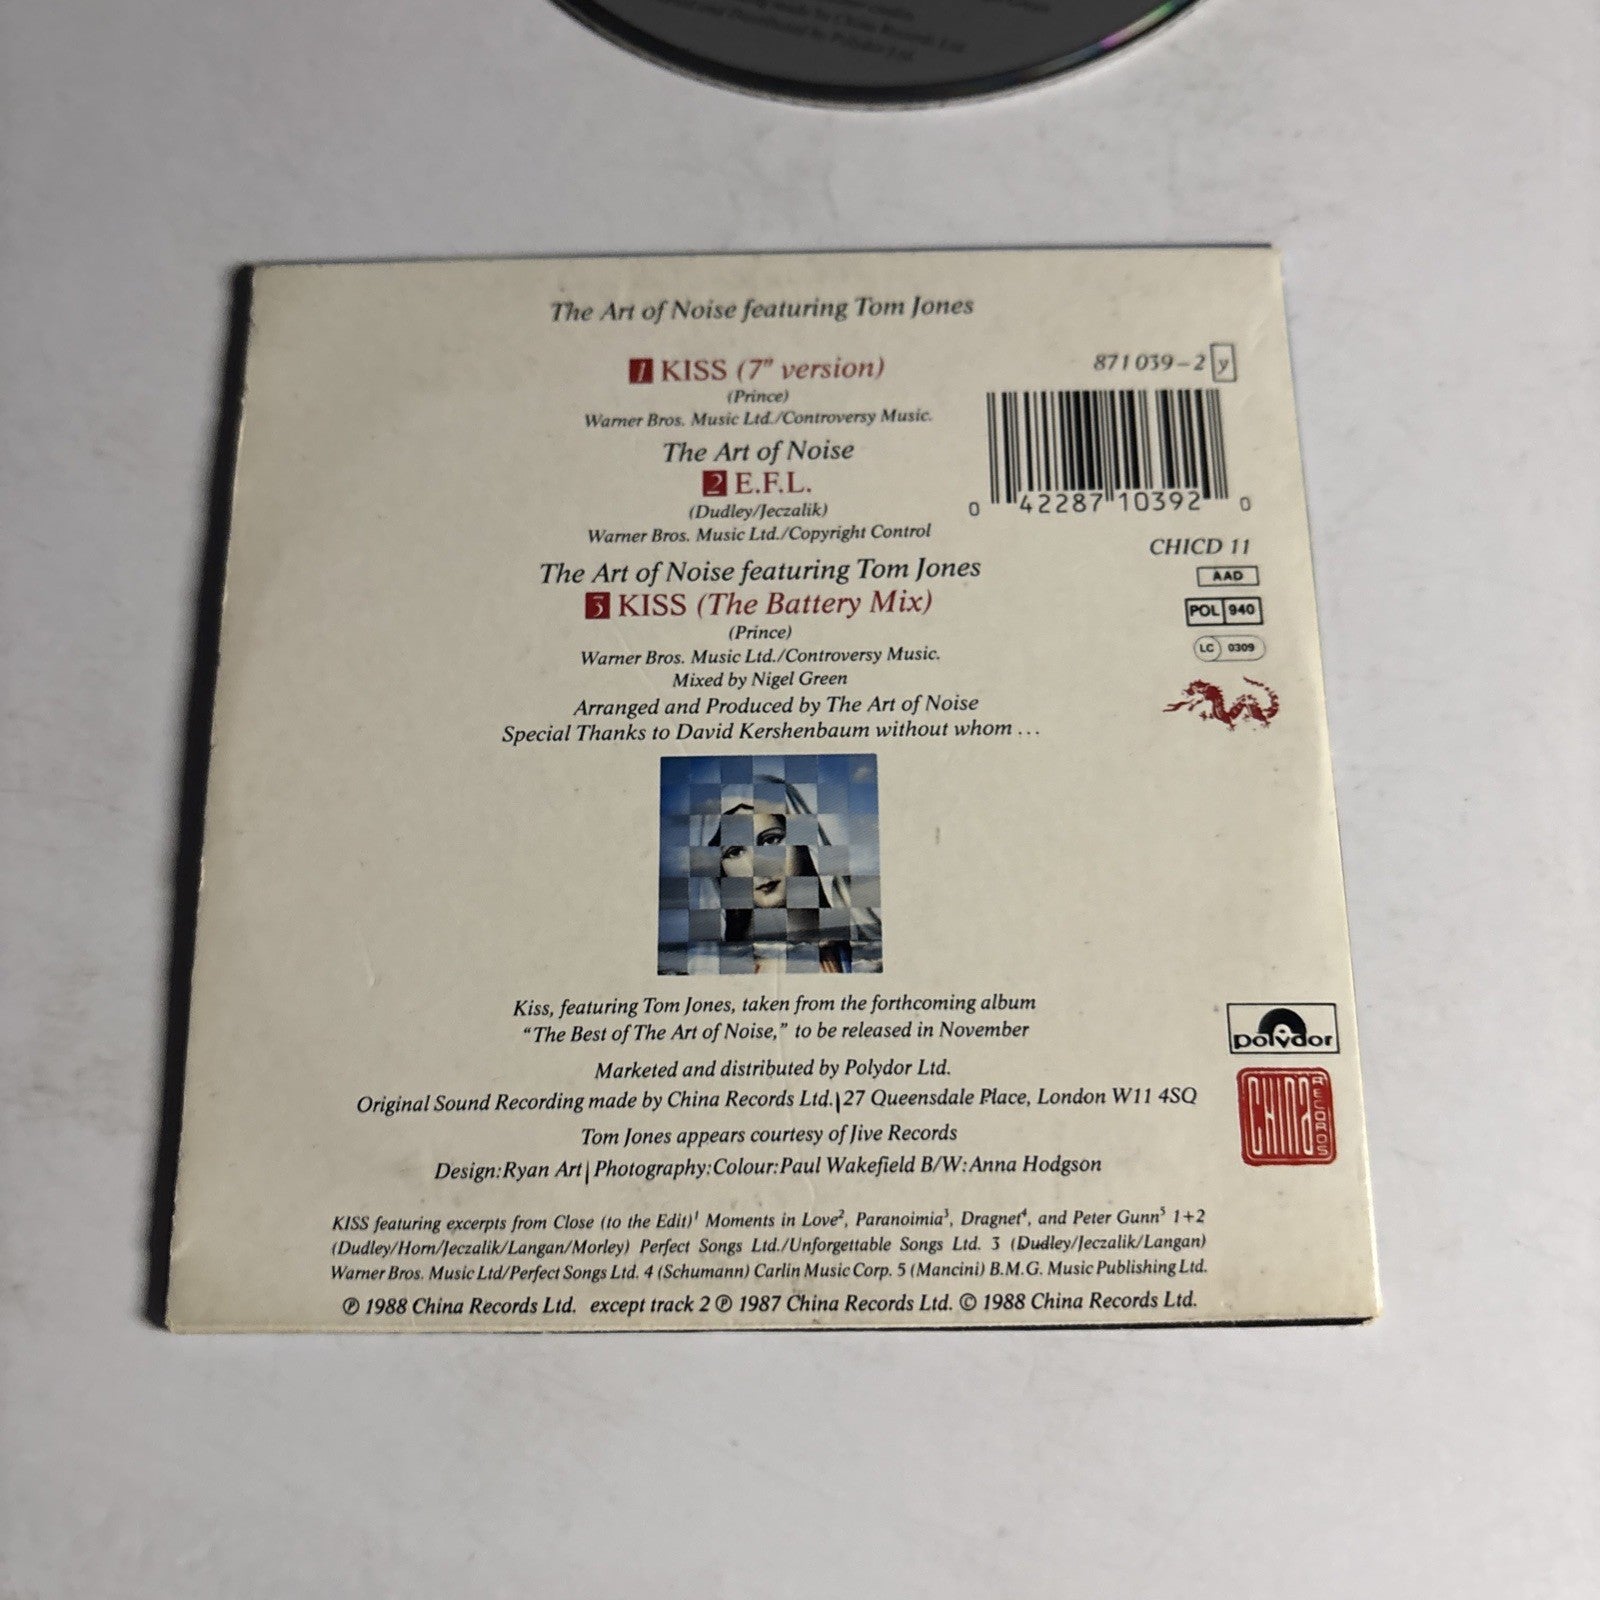 made by China Records Ltd
and Distributed by Polydor Ltd.
The Art of Noise featuring Tom Jones
1 KISS (7" version)
(Prince)
Warner Bros. Music Ltd./Controversy Music.
The Art of Noise
2 E.F.L.
(Dudley/Jeczalik)
Warner Bros. Music Ltd./Copyright Control
The Art of Noise featuring Tom Jones
3 KISS (The Battery Mix)
(Prince)
Warner Bros. Music Ltd./Controversy Music.
Mixed by Nigel Green
Arranged and Produced by The Art of Noise
Special Thanks to David Kershenbaum without whom ...
871 039-2 y
0 42287 10392 0
CHICD 11
AAD
POL 940
LC 0309
Kiss, featuring Tom Jones, taken from the forthcoming album
"The Best of The Art of Noise," to be released in November
Marketed and distributed by Polydor Ltd.
Original Sound Recording made by China Records Ltd.|27 Queensdale Place, London W11 4SQ
Tom Jones appears courtesy of Jive Records
Design:Ryan Art|Photography:Colour:Paul Wakefield B/W:Anna Hodgson
polydor
CHINA RECORDS
KISS featuring excerpts from Close (to the Edit)¹ Moments in Love², Paranoimia³, Dragnet⁴, and Peter Gunn⁵ 1+2
(Dudley/Horn/Jeczalik/Langan/Morley) Perfect Songs Ltd./Unforgettable Songs Ltd. 3 (Dudley/Jeczalik/Langan)
Warner Bros. Music Ltd/Perfect Songs Ltd. 4 (Schumann) Carlin Music Corp. 5 (Mancini) B.M.G. Music Publishing Ltd.
℗ 1988 China Records Ltd. except track 2 ℗ 1987 China Records Ltd. © 1988 China Records Ltd.